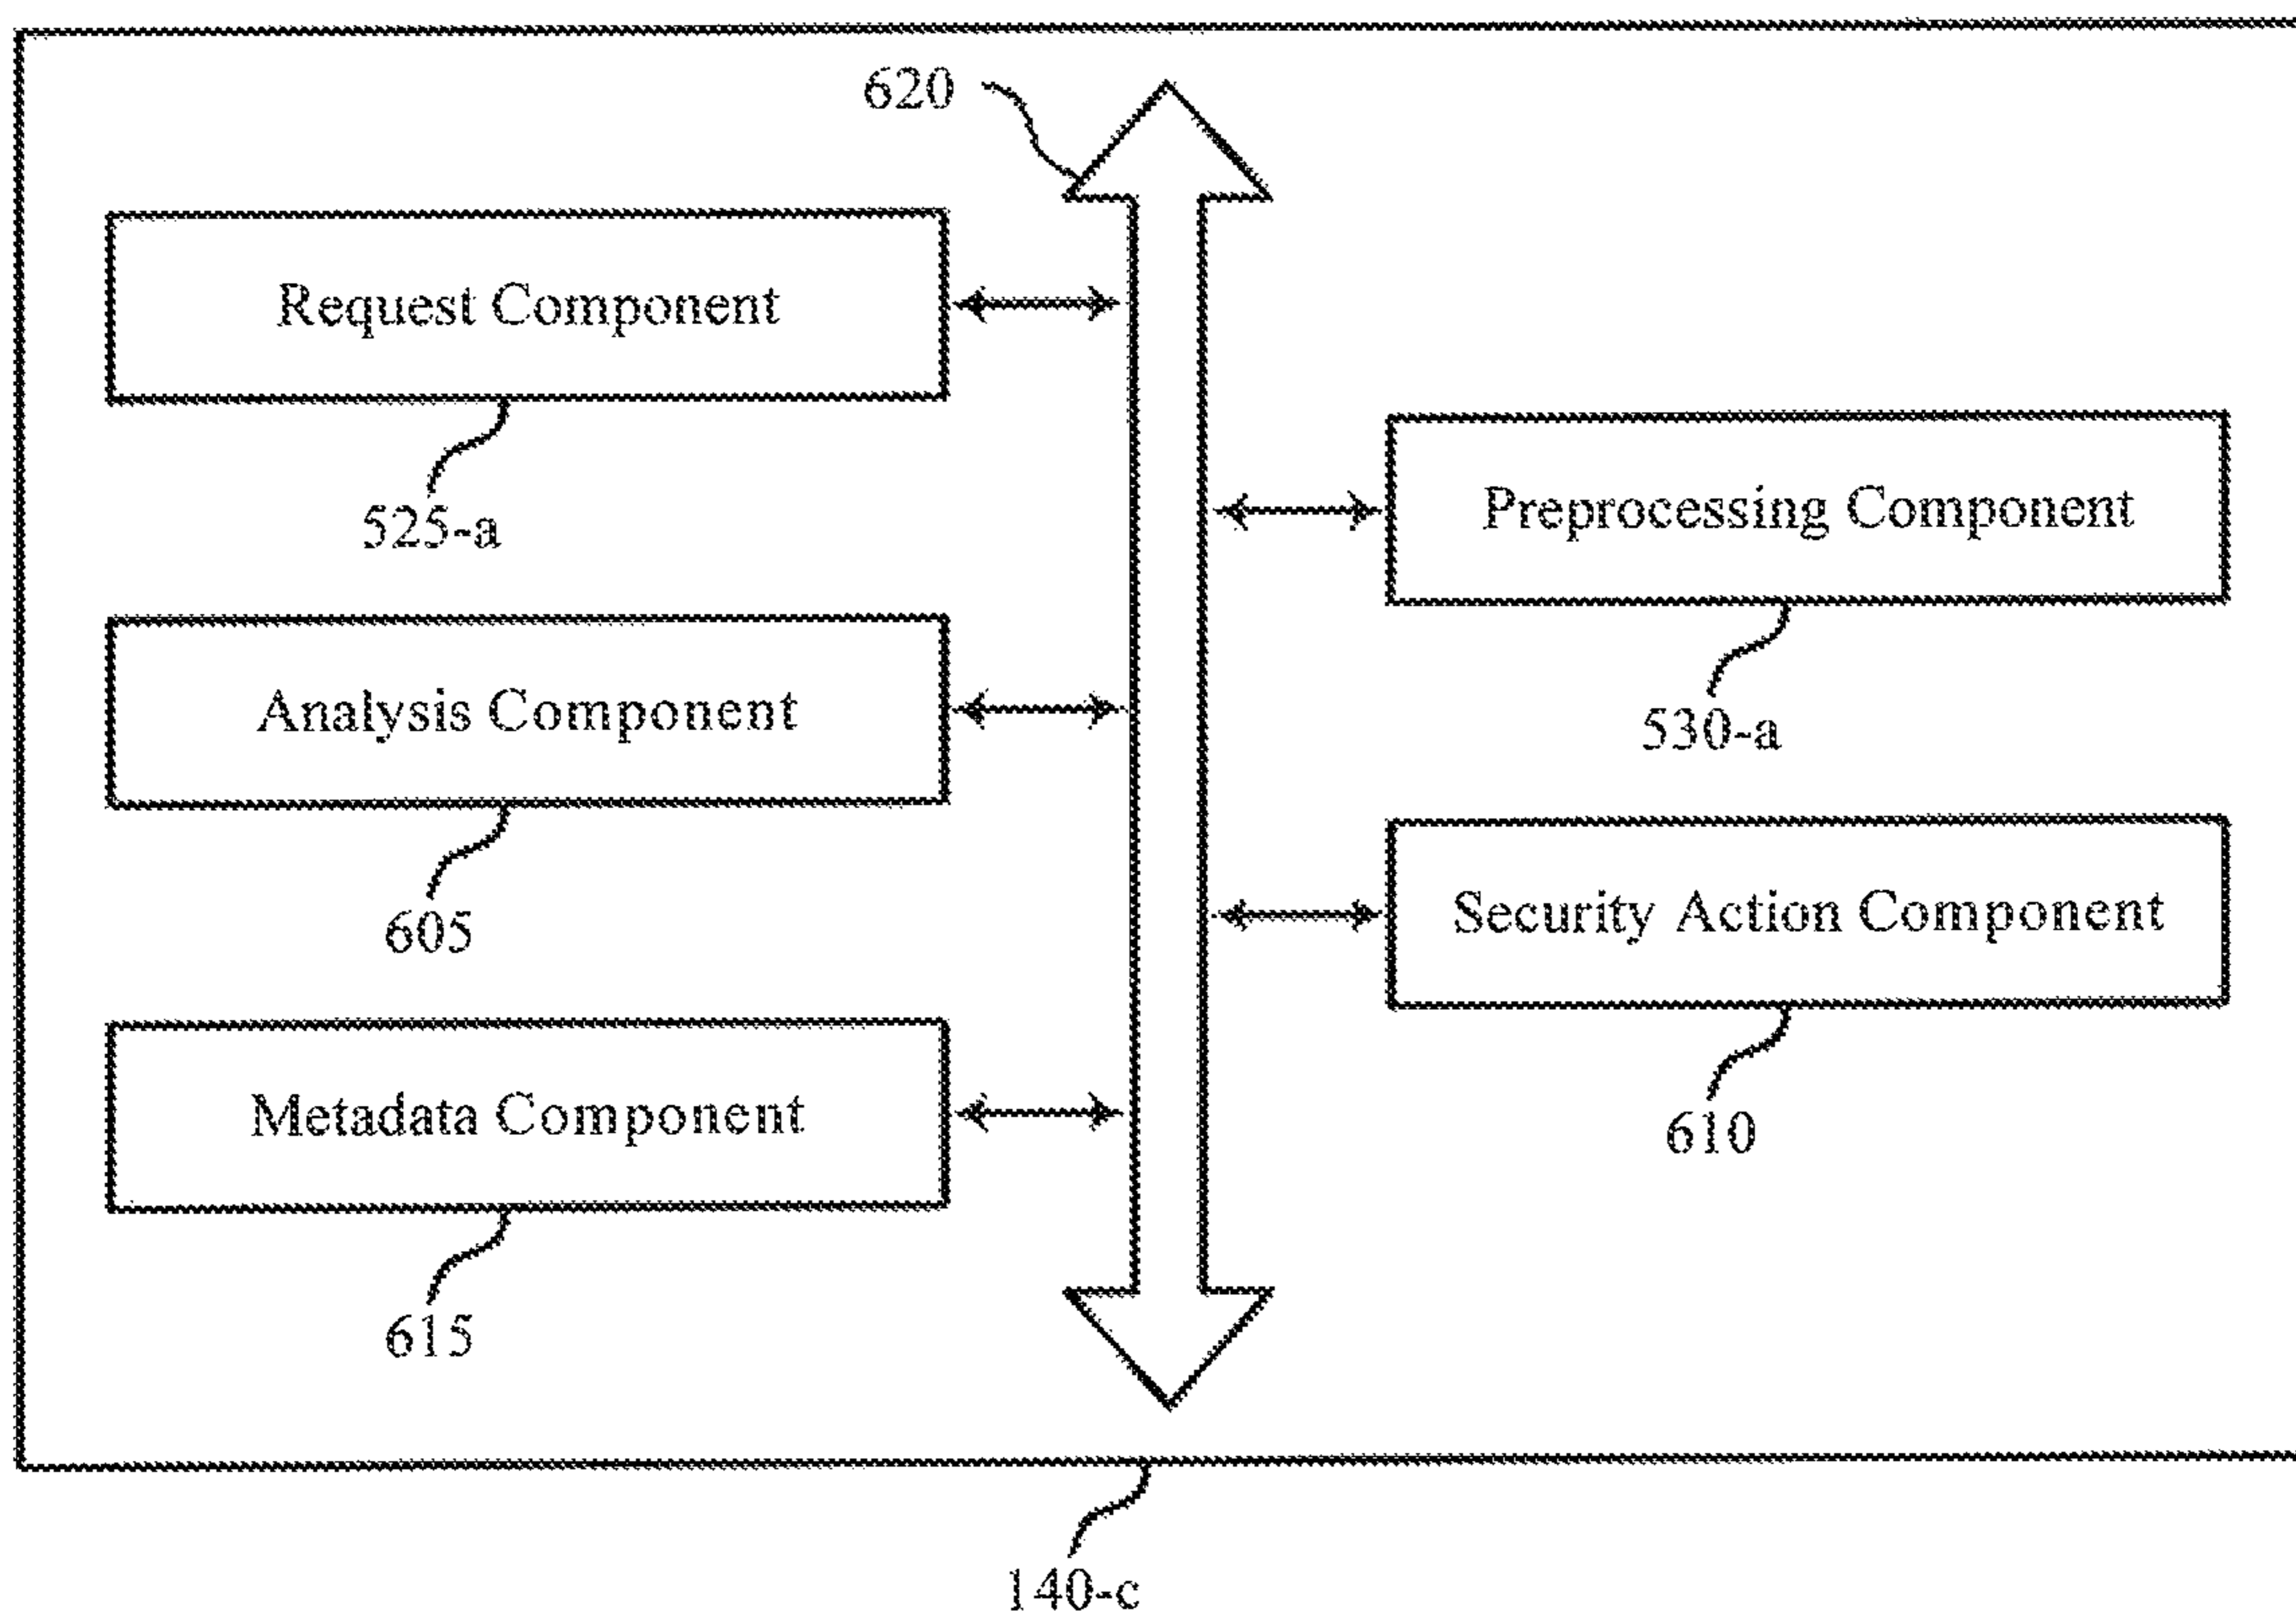 620
Request Component
525-a
Preprocessing Component
530-a
Analysis Component
605
Security Action Component
610
Metadata Component
615
140-c